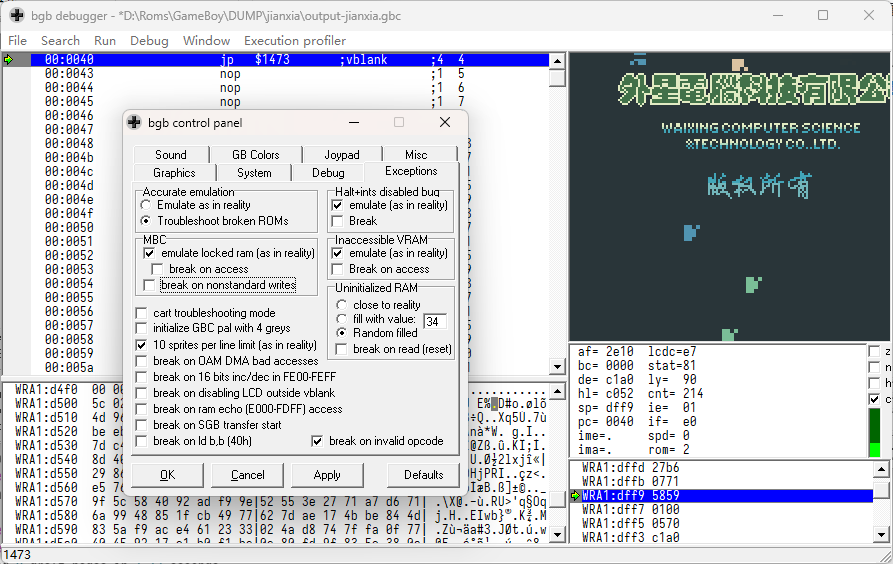 bgb debugger - *D:\Roms\GameBoy\DUMP\jianxia\output-jianxia.gbc
File Search Run Debug Window Execution profiler
00:0040 jp $1473 ;vblank ;4 4
00:0043 nop ;1 5
00:0044 nop ;1 6
00:0045 nop ;1 7
00:0046
00:0047
00:0048
00:004b
00:004c
00:004d
00:004e
00:004f
00:0050
00:0051
00:0052
00:0053
00:0054
00:0055
00:0056
00:0057
00:0058
00:0059
00:005a
bgb control panel
Sound GB Colors Joypad Misc
Graphics System Debug Exceptions
Accurate emulation
Emulate as in reality
Troubleshoot broken ROMs
MBC
emulate locked ram (as in reality)
break on access
break on nonstandard writes
cart troubleshooting mode
initialize GBC pal with 4 greys
10 sprites per line limit (as in reality)
break on OAM DMA bad accesses
break on 16 bits inc/dec in FE00-FEFF
break on disabling LCD outside vblank
break on ram echo (E000-FDFF) access
break on SGB transfer start
break on ld b,b (40h)
Halt+ints disabled bug
emulate (as in reality)
Break
Inaccessible VRAM
emulate (as in reality)
Break on access
Uninitialized RAM
close to reality
fill with value: 34
Random filled
break on read (reset)
break on invalid opcode
OK Cancel Apply Defaults
外星電腦科技有限公
WAIXING COMPUTER SCIENCE
&TECHNOLOGY CO.,LTD.
版权所有
af= 2e10 lcdc=e7
bc= 0000 stat=81
de= c1a0 ly= 90
hl= c052 cnt= 214
sp= dff9 ie= 01
pc= 0040 if= e0
ime=. spd= 0
ima=. rom= 2
z
n
h
c
WRA1:d4f0 00 00
WRA1:d500 5c 02
WRA1:d510 4d 96
WRA1:d520 be eb
WRA1:d530 7d c4
WRA1:d540 8d 4c
WRA1:d550 29 86
WRA1:d560 e5 76
WRA1:d570 9f 5c 58 40 92 ad f9 9e 52 55 3e 27 71 a7 d6 71
WRA1:d580 6a 99 48 85 1f cb 49 77 62 7d ae 17 4b be 84 4d
WRA1:d590 83 5a f9 ac e4 61 23 33 02 4a d8 74 7f fa 0f 77
WRA1:dffd 27b6
WRA1:dffb 0771
WRA1:dff9 5859
WRA1:dff7 0100
WRA1:dff5 0570
WRA1:dff3 c1a0
1473